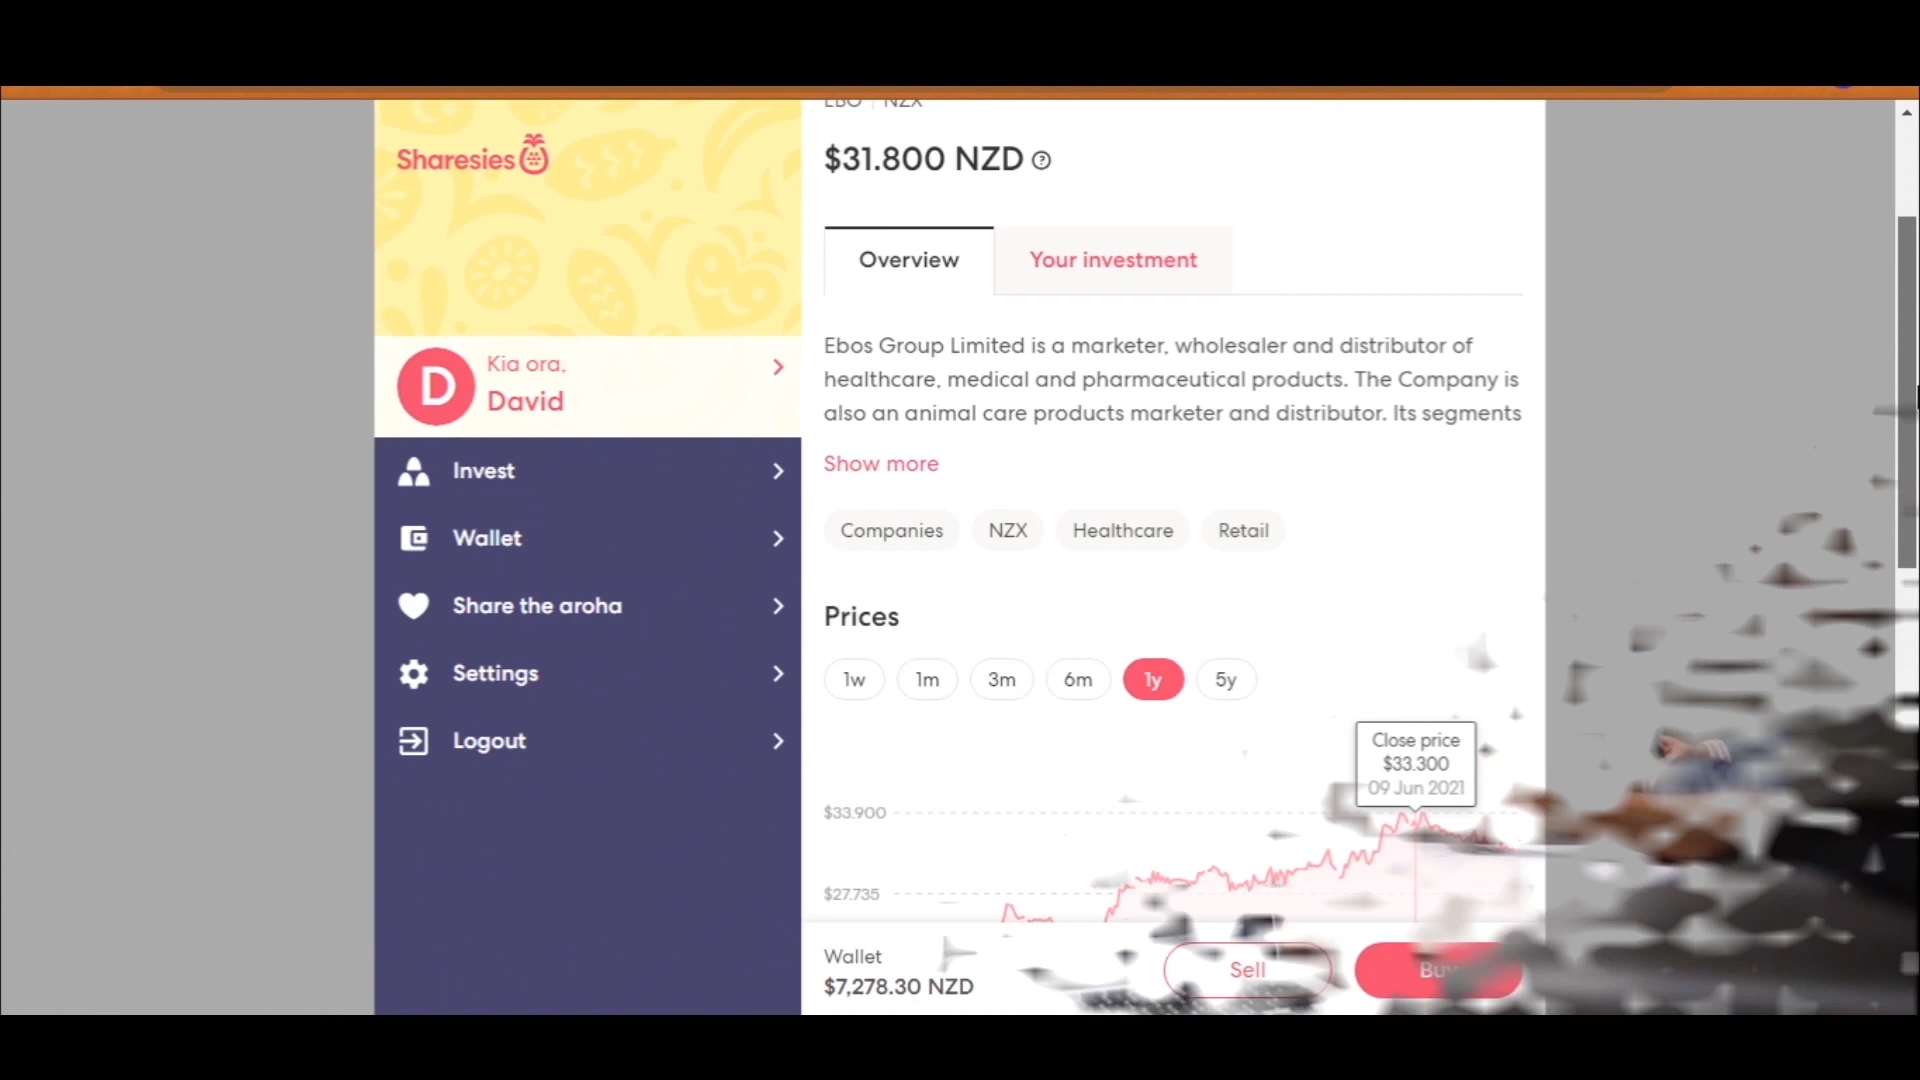 EBO | NZX
Sharesies
$31.800 NZD
Overview
Your investment
Kia ora,
David
D
Ebos Group Limited is a marketer, wholesaler and distributor of
healthcare, medical and pharmaceutical products. The Company is
also an animal care products marketer and distributor. Its segments
Show more
Invest
Wallet
Share the aroha
Settings
Logout
Companies
NZX
Healthcare
Retail
Prices
1w
1m
3m
6m
1y
5y
Close price
$33.300
09 Jun 2021
$33.900
$27.735
Wallet
$7,278.30 NZD
Sell
Buy